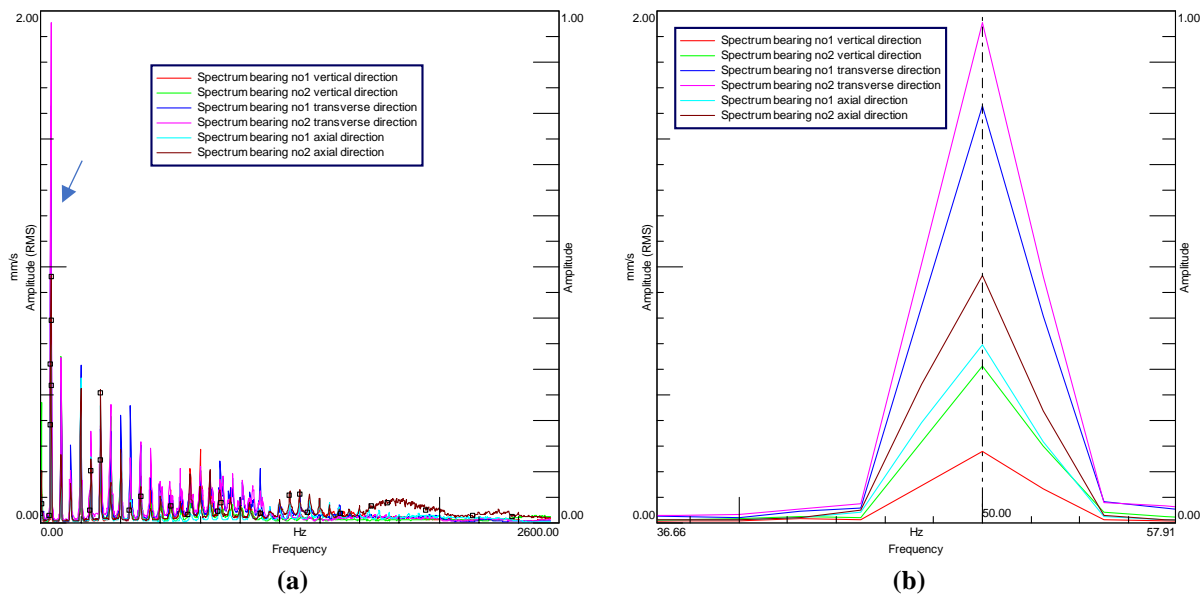 2.00
1.00
mm/s
Amplitude (RMS)
Amplitude
Spectrum bearing no1 vertical direction
Spectrum bearing no2 vertical direction
Spectrum bearing no1 transverse direction
Spectrum bearing no2 transverse direction
Spectrum bearing no1 axial direction
Spectrum bearing no2 axial direction
0.00
0.00
0.00
Hz
2600.00
Frequency
(a)
2.00
1.00
mm/s
Amplitude (RMS)
Amplitude
Spectrum bearing no1 vertical direction
Spectrum bearing no2 vertical direction
Spectrum bearing no1 transverse direction
Spectrum bearing no2 transverse direction
Spectrum bearing no1 axial direction
Spectrum bearing no2 axial direction
0.00
50.00
0.00
36.66
Hz
57.91
Frequency
(b)